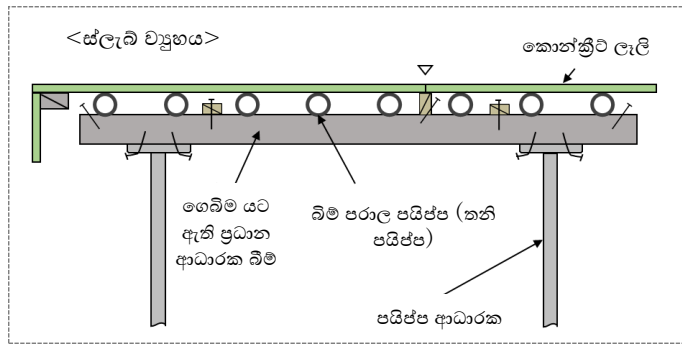 <ස්ලැබ් ව්‍යුහය>
කොන්ක්‍රීට් ලෑලි
ගෙබිම යට
ඇති ප්‍රධාන
ආධාරක බීම්
බිම් පරාල පයිප්ප (තනි
පයිප්ප)
පයිප්ප ආධාරක